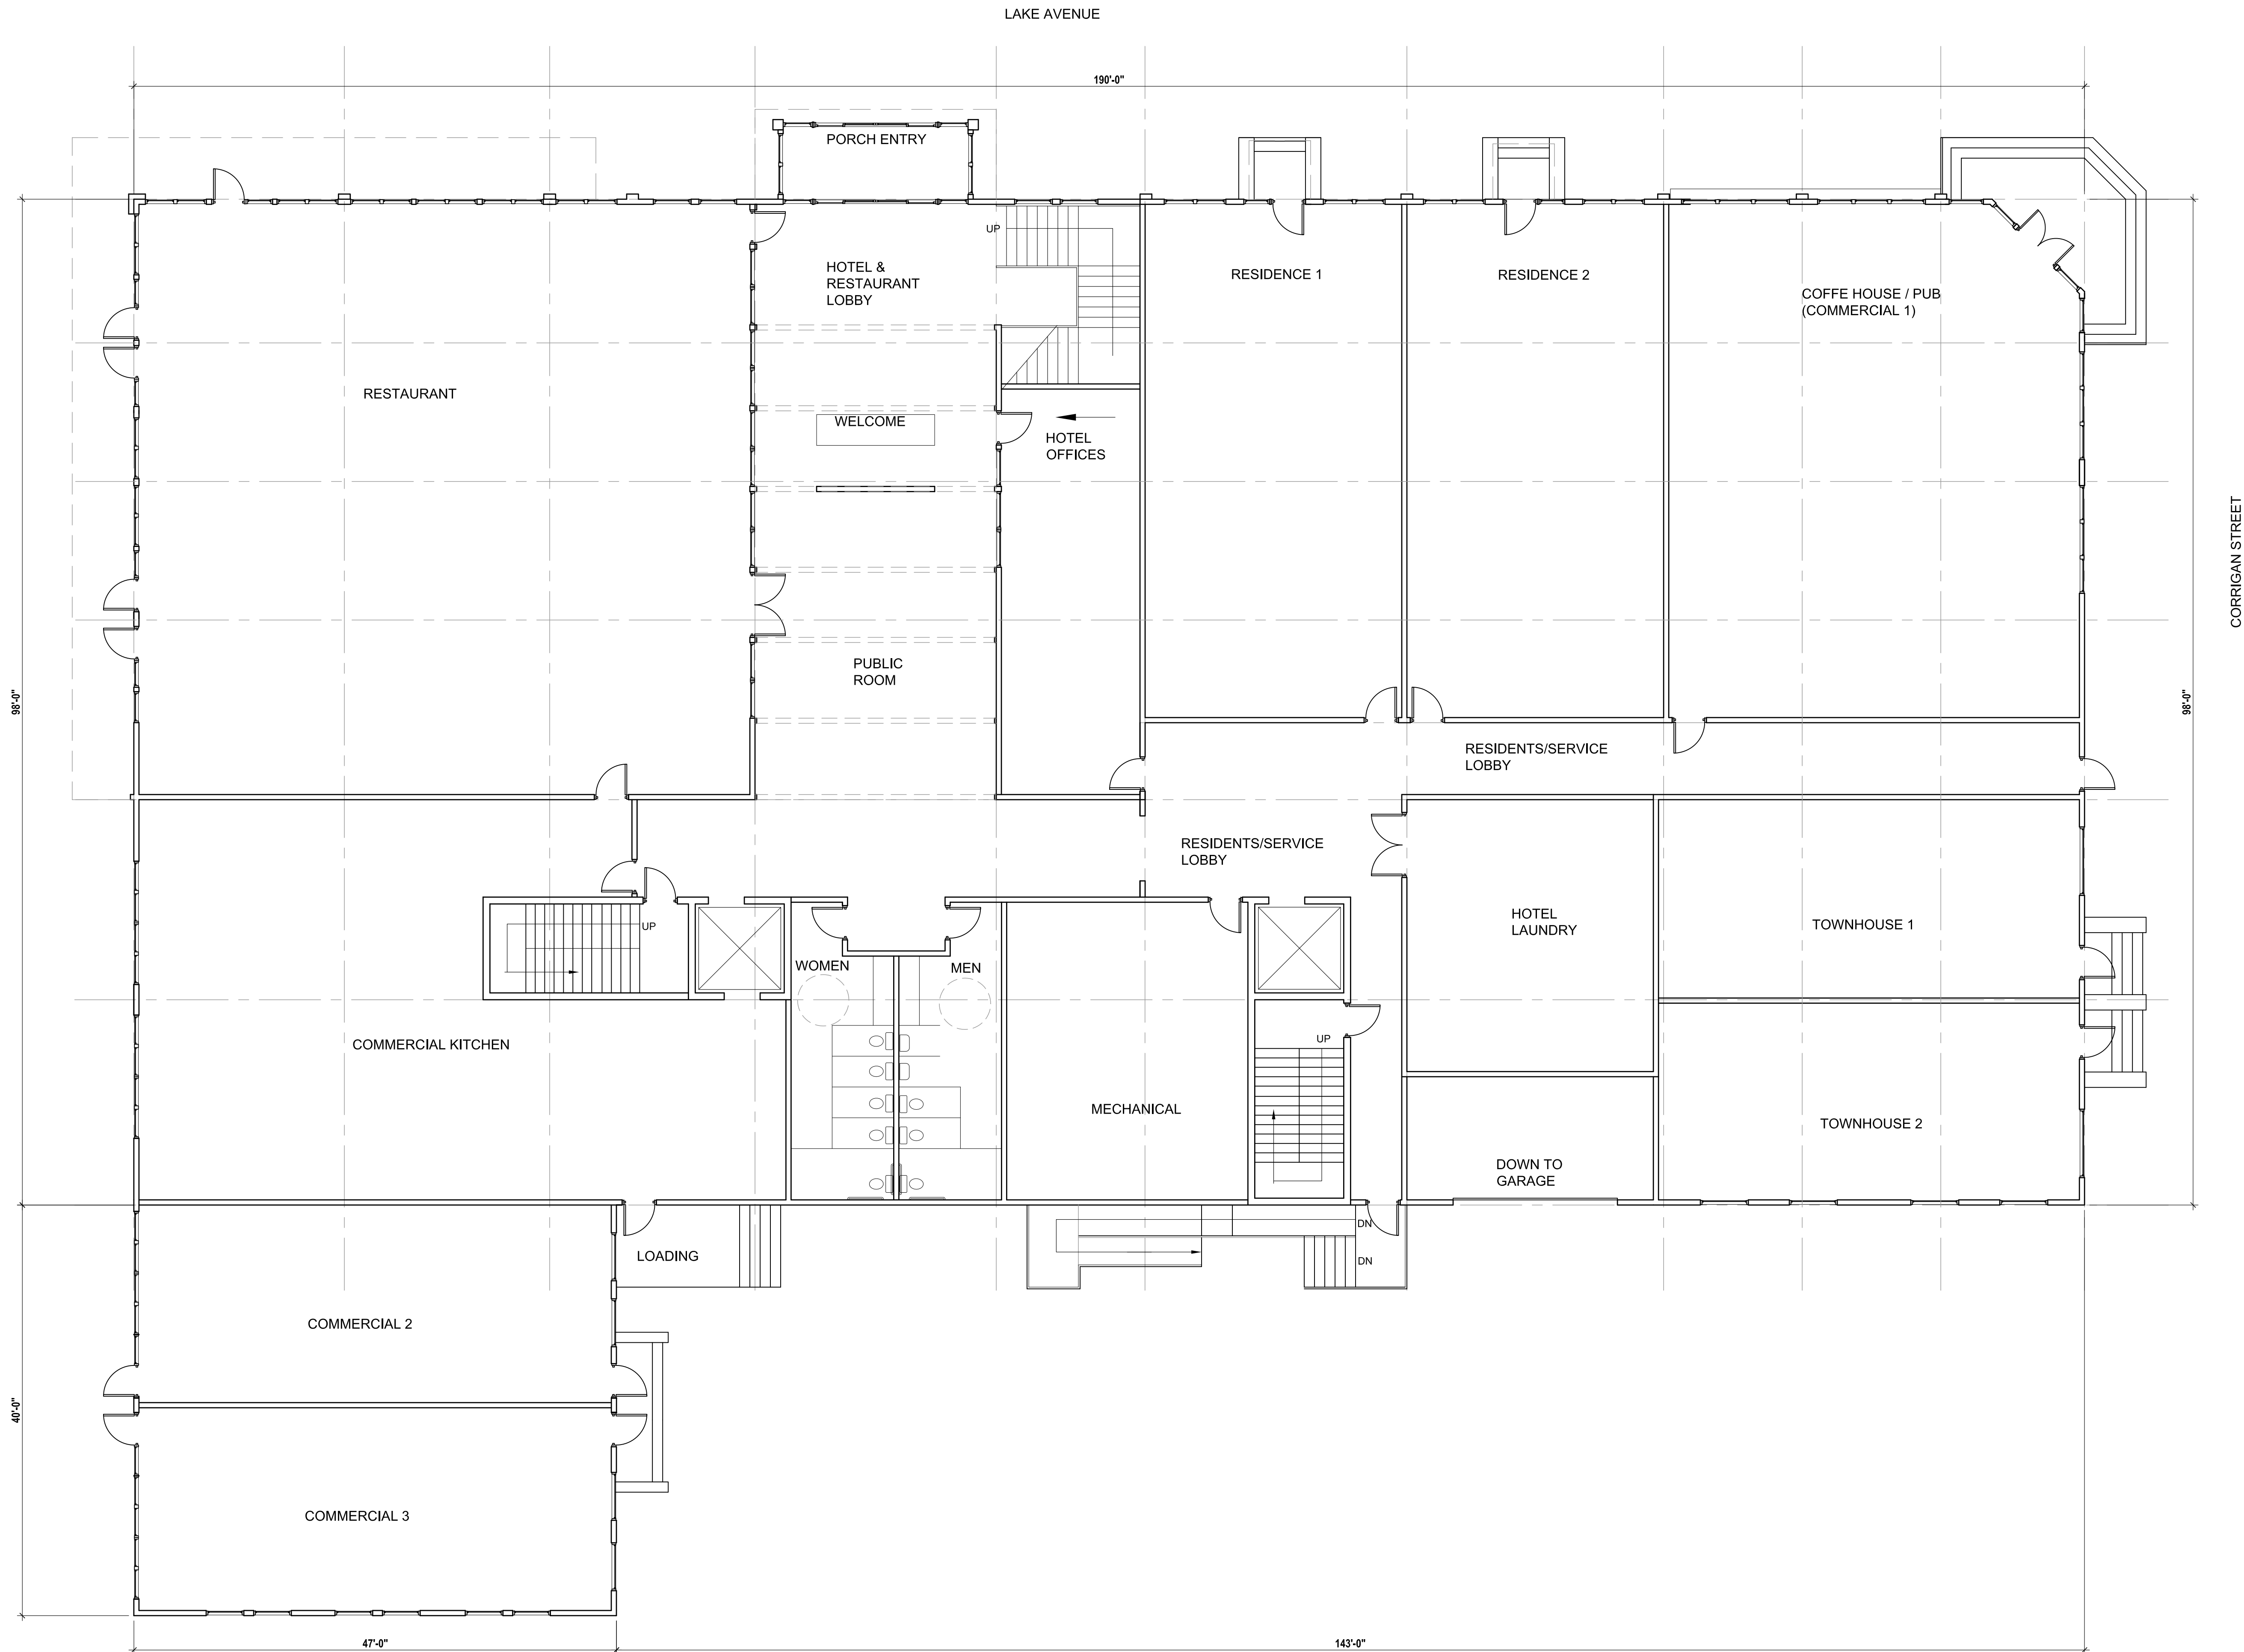 LAKE AVENUE
190'-0"
PORCH ENTRY
UP
HOTEL &
RESTAURANT
LOBBY
RESIDENCE 1
RESIDENCE 2
COFFE HOUSE / PUB
(COMMERCIAL 1)
RESTAURANT
WELCOME
HOTEL
OFFICES
CORRIGAN STREET
PUBLIC
ROOM
98'-0"
98'-0"
RESIDENTS/SERVICE
LOBBY
RESIDENTS/SERVICE
LOBBY
HOTEL
LAUNDRY
TOWNHOUSE 1
UP
WOMEN
MEN
COMMERCIAL KITCHEN
UP
MECHANICAL
TOWNHOUSE 2
DOWN TO
GARAGE
LOADING
DN
DN
COMMERCIAL 2
40'-0"
COMMERCIAL 3
47'-0"
143'-0"